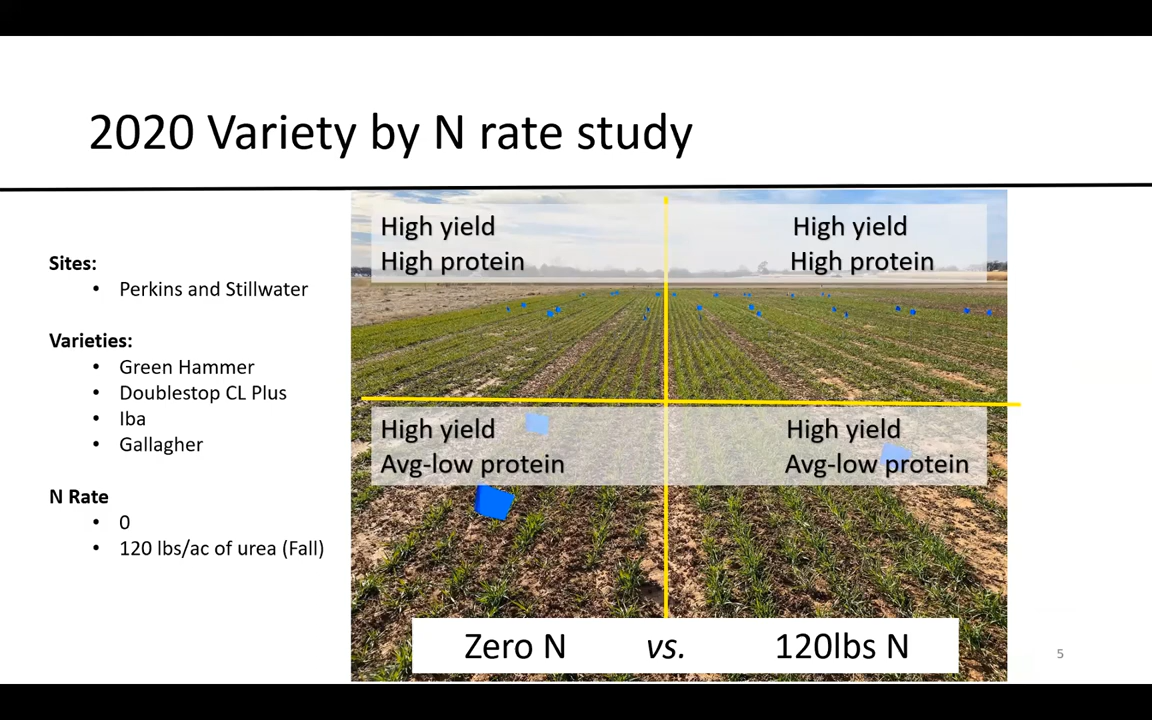 2020 Variety by N rate study
Sites:
• Perkins and Stillwater
Varieties:
• Green Hammer
• Doublestop CL Plus
• Iba
• Gallagher
N Rate
• 0
• 120 lbs/ac of urea (Fall)
High yield
High protein
High yield
High protein
High yield
Avg-low protein
High yield
Avg-low protein
Zero N vs. 120lbs N
5